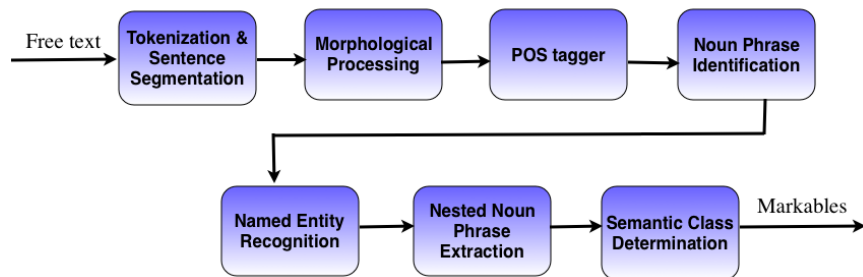 Free text
Tokenization &
Sentence
Segmentation
Morphological
Processing
POS tagger
Noun Phrase
Identification
Named Entity
Recognition
Nested Noun
Phrase
Extraction
Semantic Class
Determination
Markables